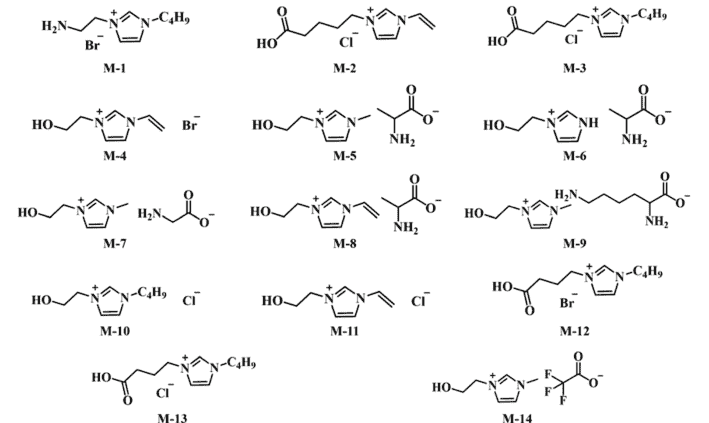 H₂N N + N C₄H₉ Br⁻
M-1
O HO N + N Cl⁻
M-2
O HO N + N C₄H₉ Cl⁻
M-3
HO N + N Br⁻
M-4
HO N + N O O⁻ NH₂
M-5
HO N + NH O O⁻ NH₂
M-6
HO N + N H₂N O O⁻
M-7
HO N + N O O⁻ NH₂
M-8
HO N + N H₂N O O⁻ NH₂
M-9
HO N + N C₄H₉ Cl⁻
M-10
HO N + N Cl⁻
M-11
HO O N + N C₄H₉ Br⁻
M-12
HO O N + N C₄H₉ Cl⁻
M-13
HO N + N F F F O O⁻
M-14